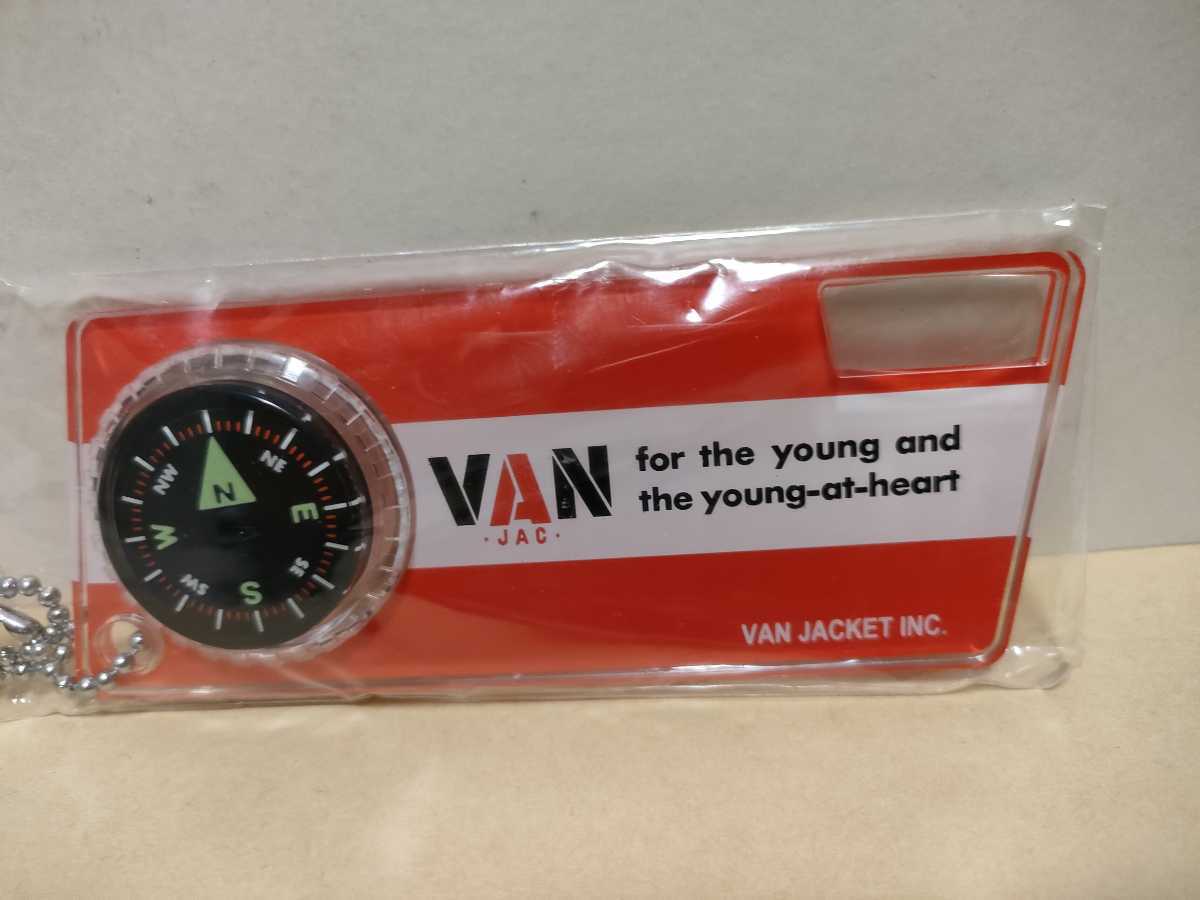 VAN
·JAC·
for the young and
the young-at-heart
VAN JACKET INC.
N
NE
E
SE
S
SW
W
NW